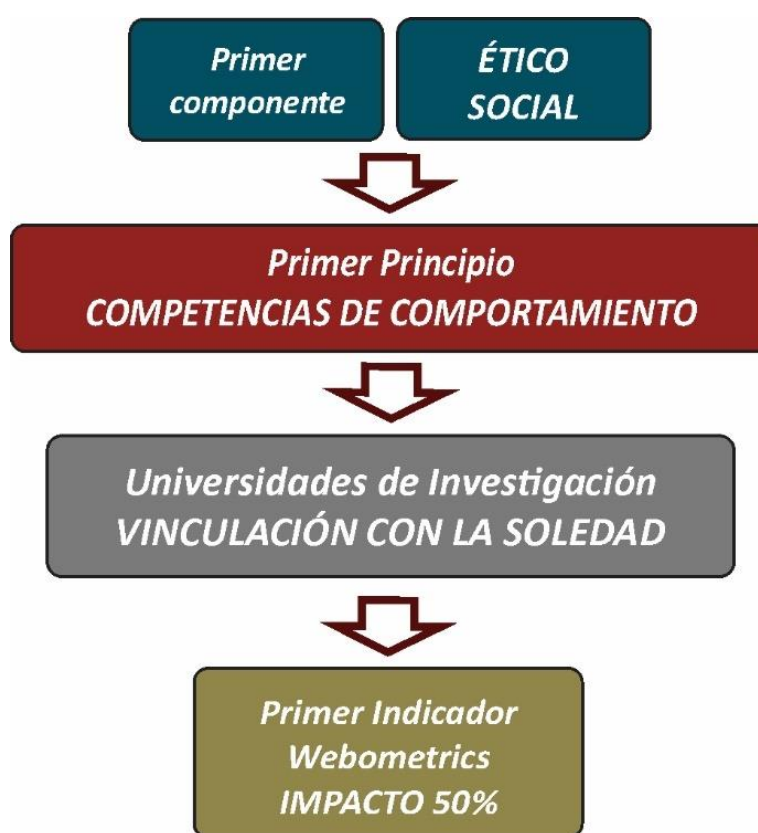 Primer
componente
ÉTICO
SOCIAL
Primer Principio
COMPETENCIAS DE COMPORTAMIENTO
Universidades de Investigación
VINCULACIÓN CON LA SOLEDAD
Primer Indicador
Webometrics
IMPACTO 50%